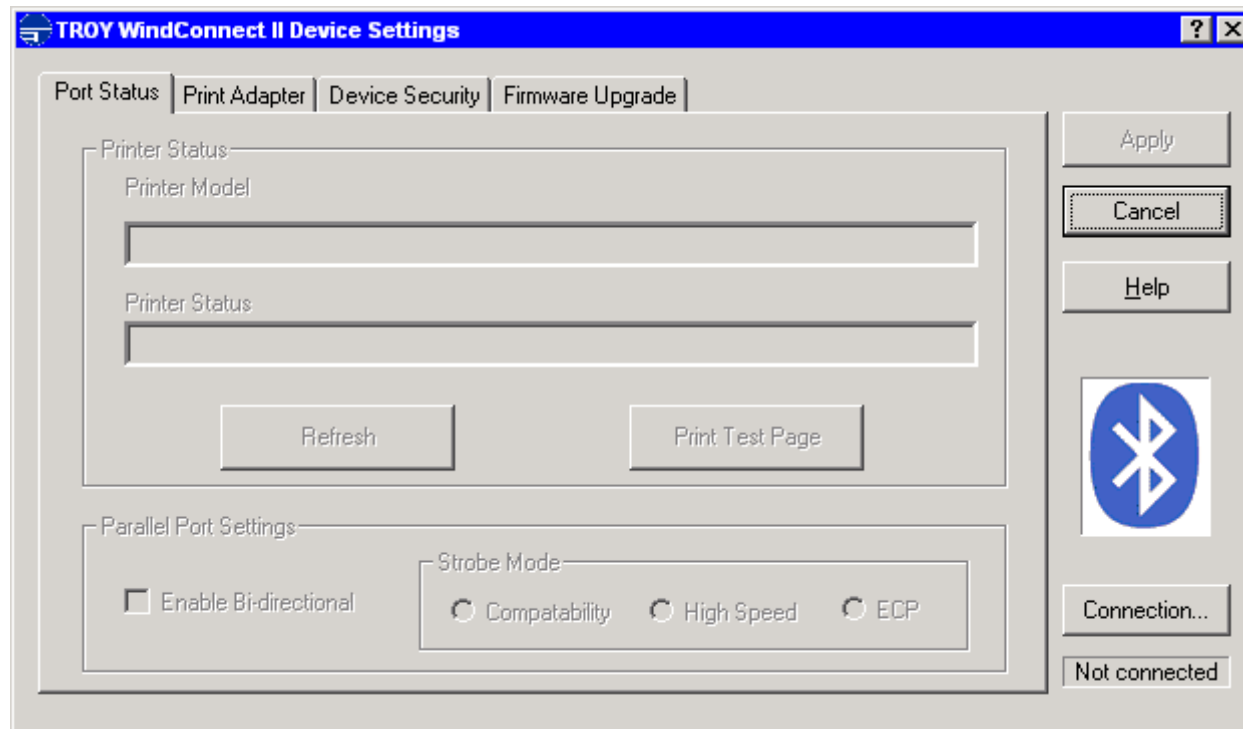 TROY WindConnect II Device Settings ? X
Port Status Print Adapter Device Security Firmware Upgrade
Printer Status
Printer Model
Printer Status
Refresh Print Test Page
Parallel Port Settings
Enable Bi-directional
Strobe Mode
Compatability High Speed ECP
Apply
Cancel
Help
Connection...
Not connected